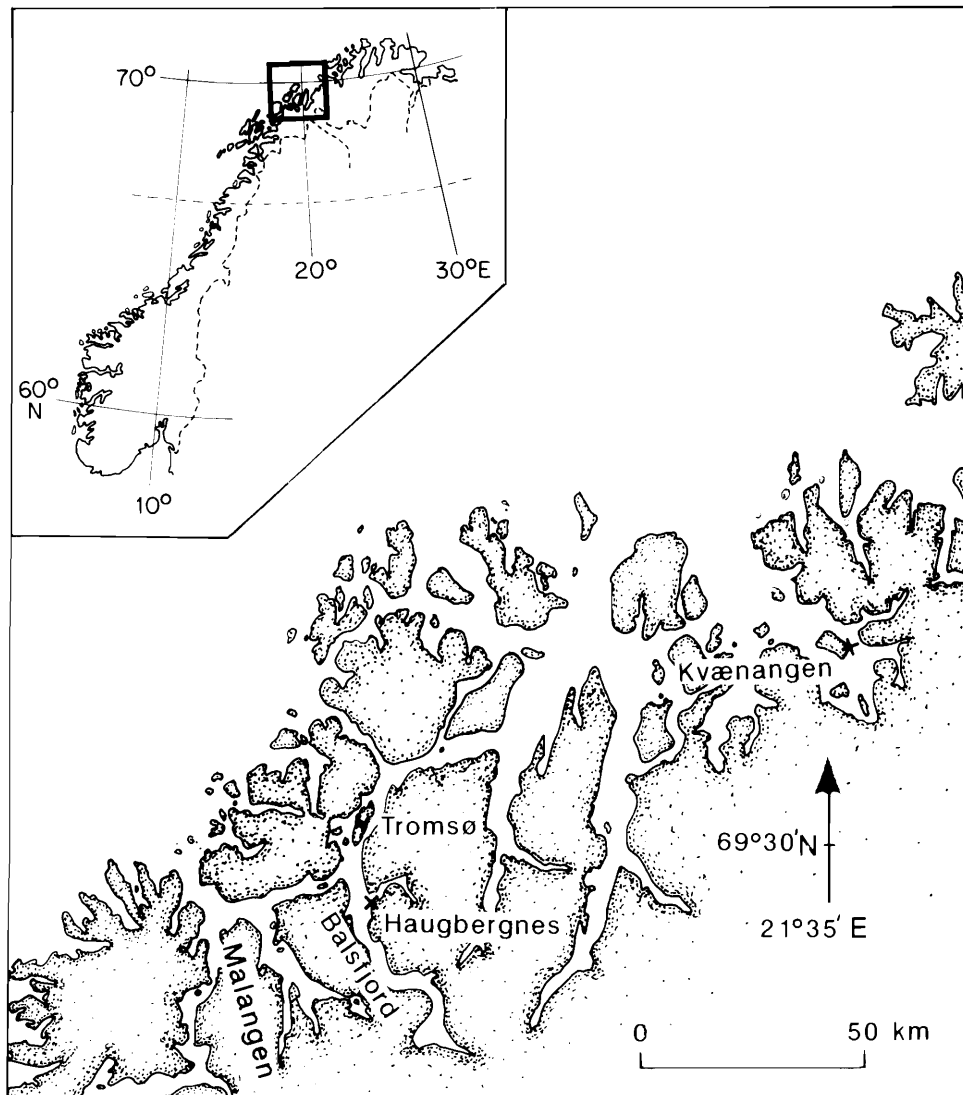 70°
20°
30°E
60°
N
10°
Kvænangen
Tromsø
69°30'N
Haugbergnes
21°35' E
Balsfjord
Malangen
0 50 km